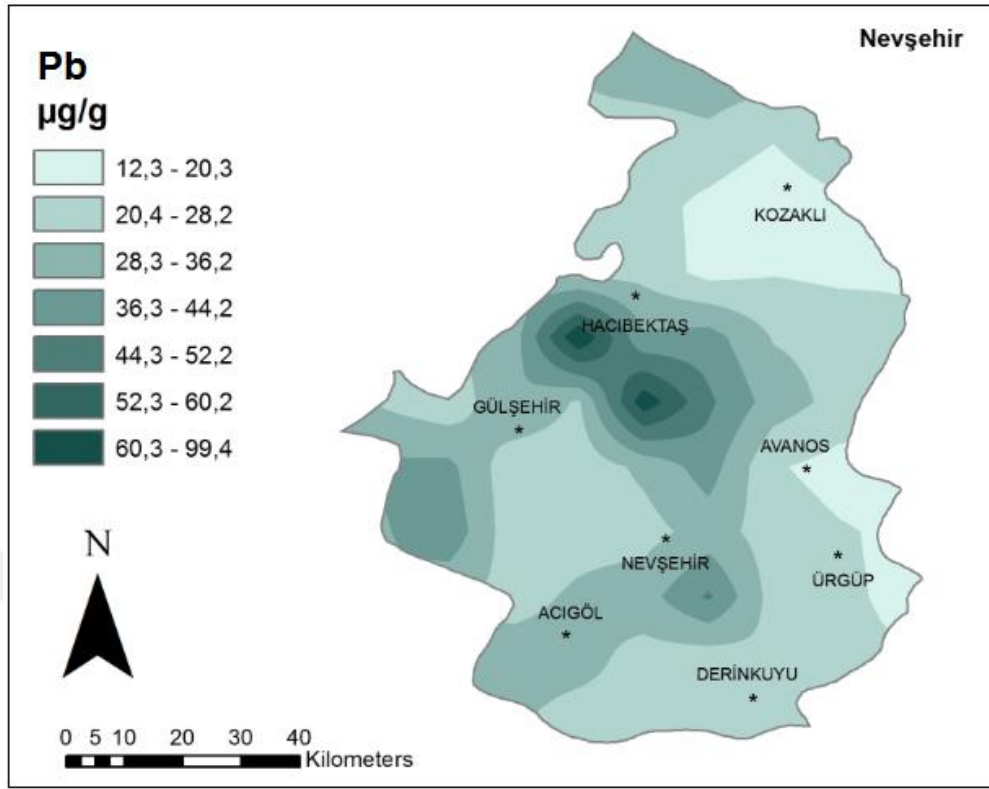 Nevşehir
Pb
µg/g
12,3 - 20,3
20,4 - 28,2
28,3 - 36,2
36,3 - 44,2
44,3 - 52,2
52,3 - 60,2
60,3 - 99,4
*
KOZAKLI
*
HACIBEKTAŞ
GÜLŞEHİR
*
AVANOS
*
*
NEVŞEHİR
*
ÜRGÜP
*
ACIGÖL
*
DERİNKUYU
*
N
0 5 10 20 30 40
Kilometers